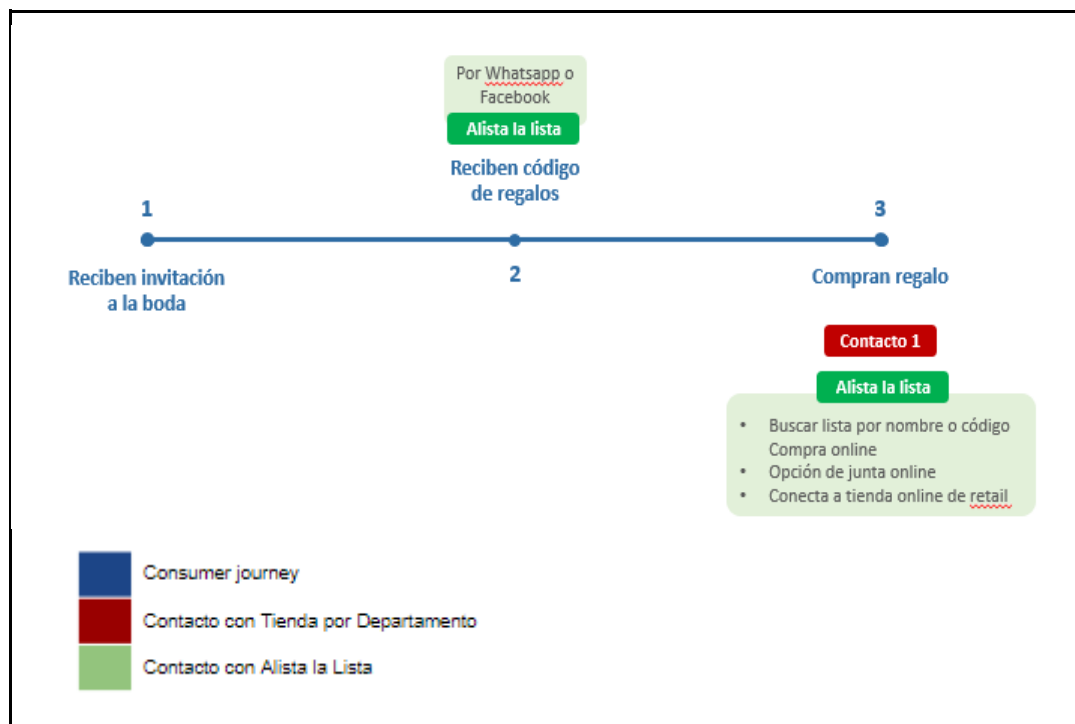 Por Whatsapp o
Facebook
Alista la lista
Reciben código
de regalos
1
3
Reciben invitación
a la boda
2
Compran regalo
Contacto 1
Alista la lista
• Buscar lista por nombre o código
Compra online
• Opción de junta online
• Conecta a tienda online de retail
Consumer journey
Contacto con Tienda por Departamento
Contacto con Alista la Lista